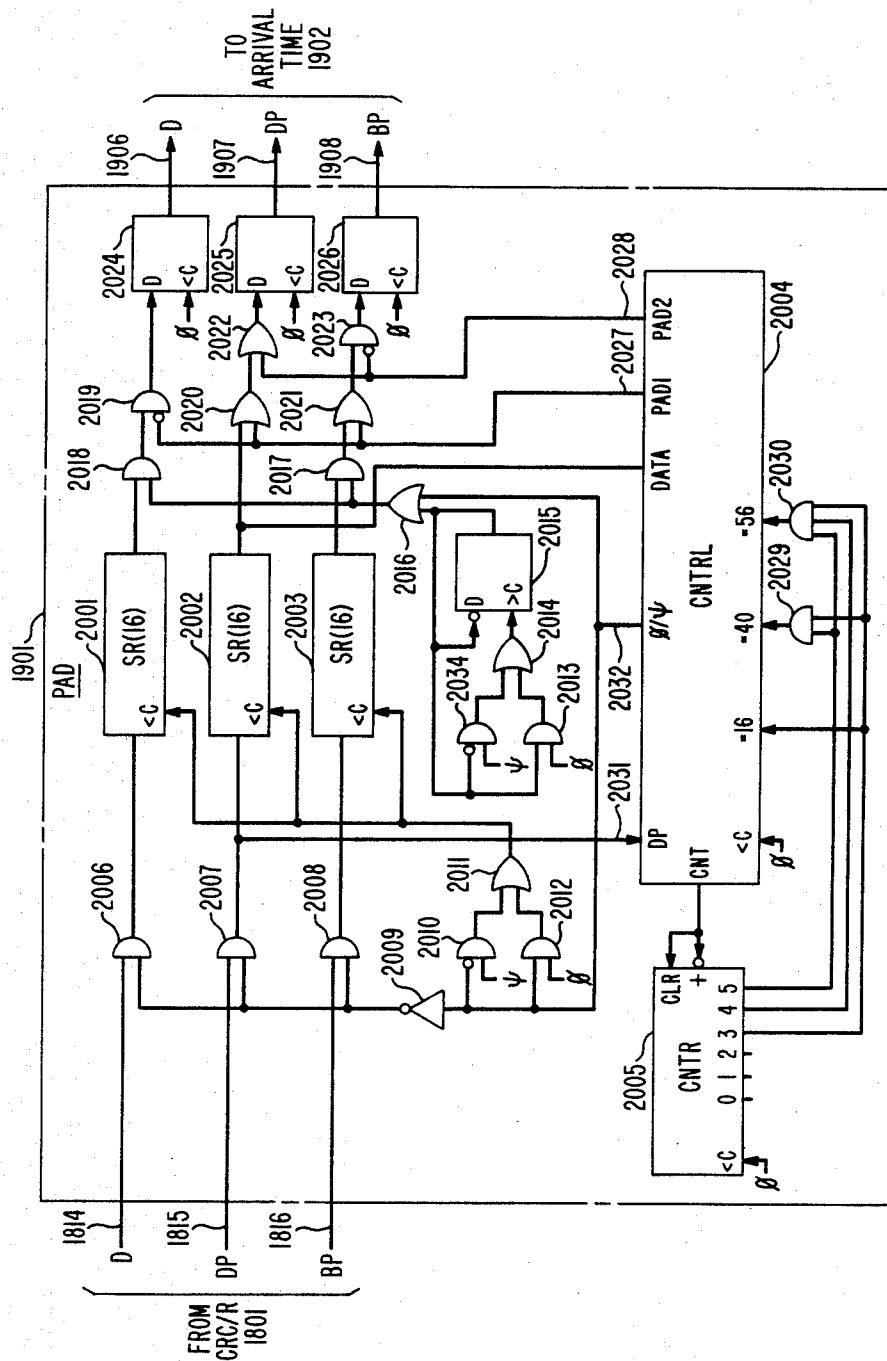 1901
PAD
FROM
CRC/R
1801
D
1814
DP
1815
BP
1816
2006
2007
2008
2009
2010
2011
2012
ψ
Ø
2001
SR(16)
<C
2002
SR(16)
<C
2003
SR(16)
<C
2034
2013
ψ
Ø
2014
2015
D
>C
2016
2017
2018
2019
2020
2021
2022
2023
2024
D
<C
Ø
2025
D
<C
Ø
2026
D
<C
Ø
1906
D
1907
DP
1908
BP
TO
ARRIVAL
TIME
1902
2031
2032
2027
2028
DP
Ø/ψ
DATA
PAD1
PAD2
CNT
CNTRL
2004
<C
Ø
=16
=40
=56
2029
2030
2005
CLR
+
CNTR
0 1 2 3 4 5
<C
Ø